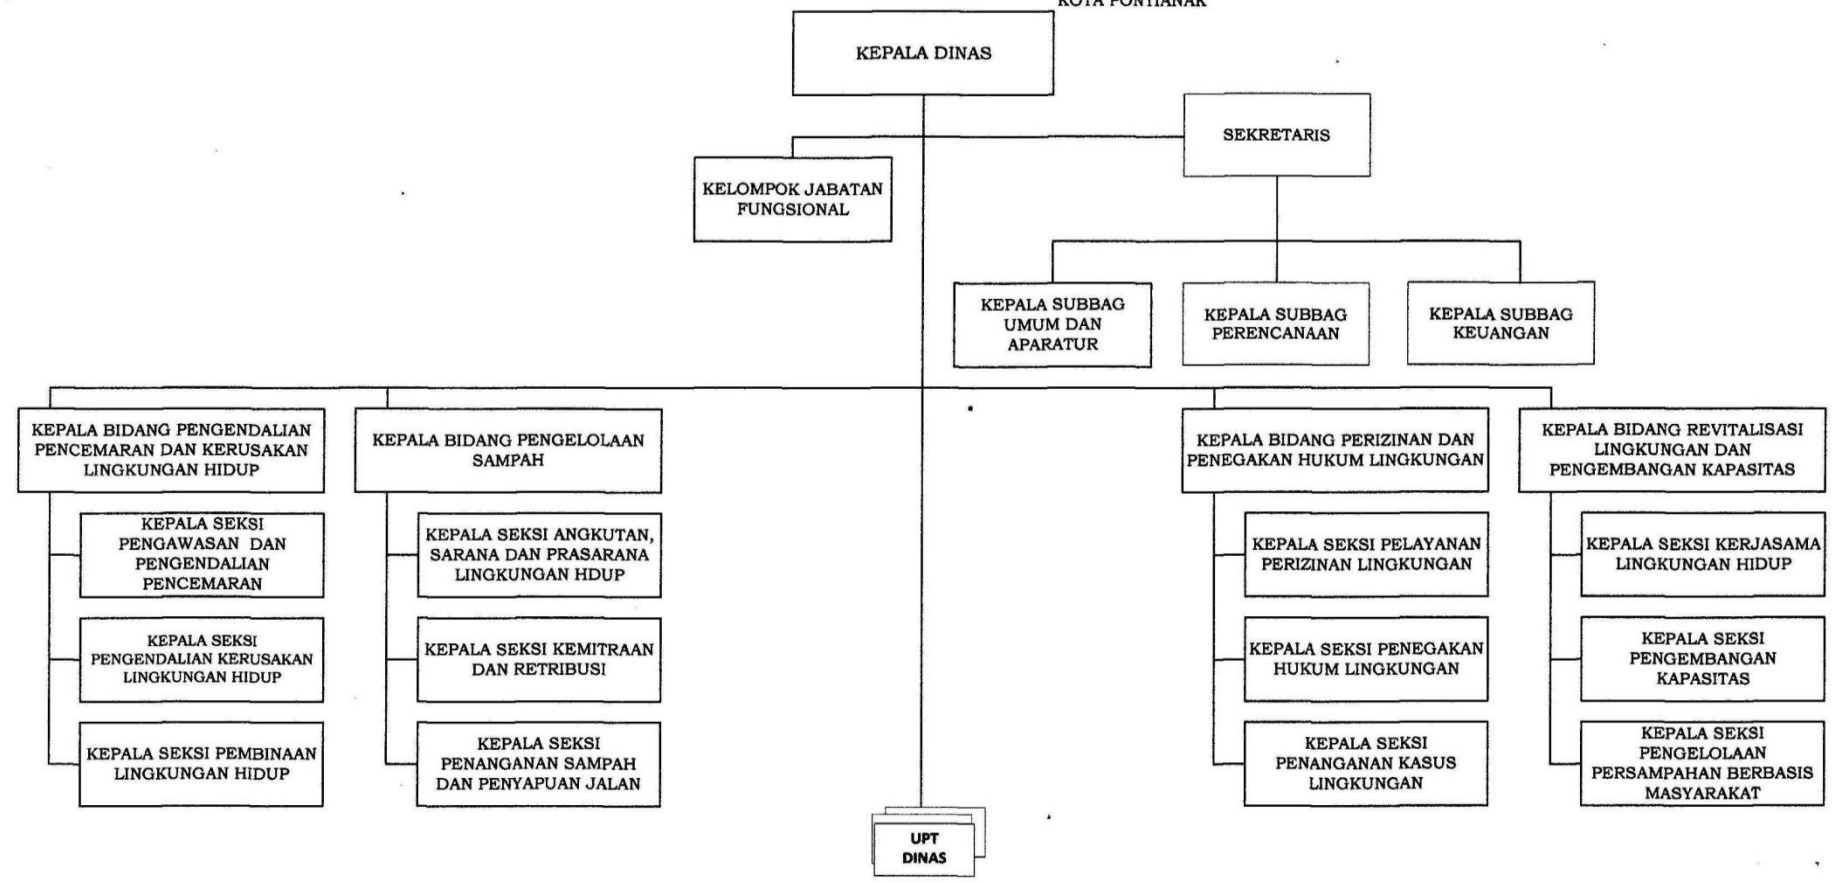 KOTA PONTIANAK
KEPALA DINAS
SEKRETARIS
KELOMPOK JABATAN
FUNGSIONAL
KEPALA SUBBAG
UMUM DAN
APARATUR
KEPALA SUBBAG
PERENCANAAN
KEPALA SUBBAG
KEUANGAN
KEPALA BIDANG PENGENDALIAN
PENCEMARAN DAN KERUSAKAN
LINGKUNGAN HIDUP
KEPALA BIDANG PENGELOLAAN
SAMPAH
KEPALA BIDANG PERIZINAN DAN
PENEGAKAN HUKUM LINGKUNGAN
KEPALA BIDANG REVITALISASI
LINGKUNGAN DAN
PENGEMBANGAN KAPASITAS
KEPALA SEKSI
PENGAWASAN DAN
PENGENDALIAN
PENCEMARAN
KEPALA SEKSI ANGKUTAN,
SARANA DAN PRASARANA
LINGKUNGAN HDUP
KEPALA SEKSI PELAYANAN
PERIZINAN LINGKUNGAN
KEPALA SEKSI KERJASAMA
LINGKUNGAN HIDUP
KEPALA SEKSI
PENGENDALIAN KERUSAKAN
LINGKUNGAN HIDUP
KEPALA SEKSI KEMITRAAN
DAN RETRIBUSI
KEPALA SEKSI PENEGAKAN
HUKUM LINGKUNGAN
KEPALA SEKSI
PENGEMBANGAN
KAPASITAS
KEPALA SEKSI PEMBINAAN
LINGKUNGAN HIDUP
KEPALA SEKSI
PENANGANAN SAMPAH
DAN PENYAPUAN JALAN
KEPALA SEKSI
PENANGANAN KASUS
LINGKUNGAN
KEPALA SEKSI
PENGELOLAAN
PERSAMPAHAN BERBASIS
MASYARAKAT
UPT
DINAS